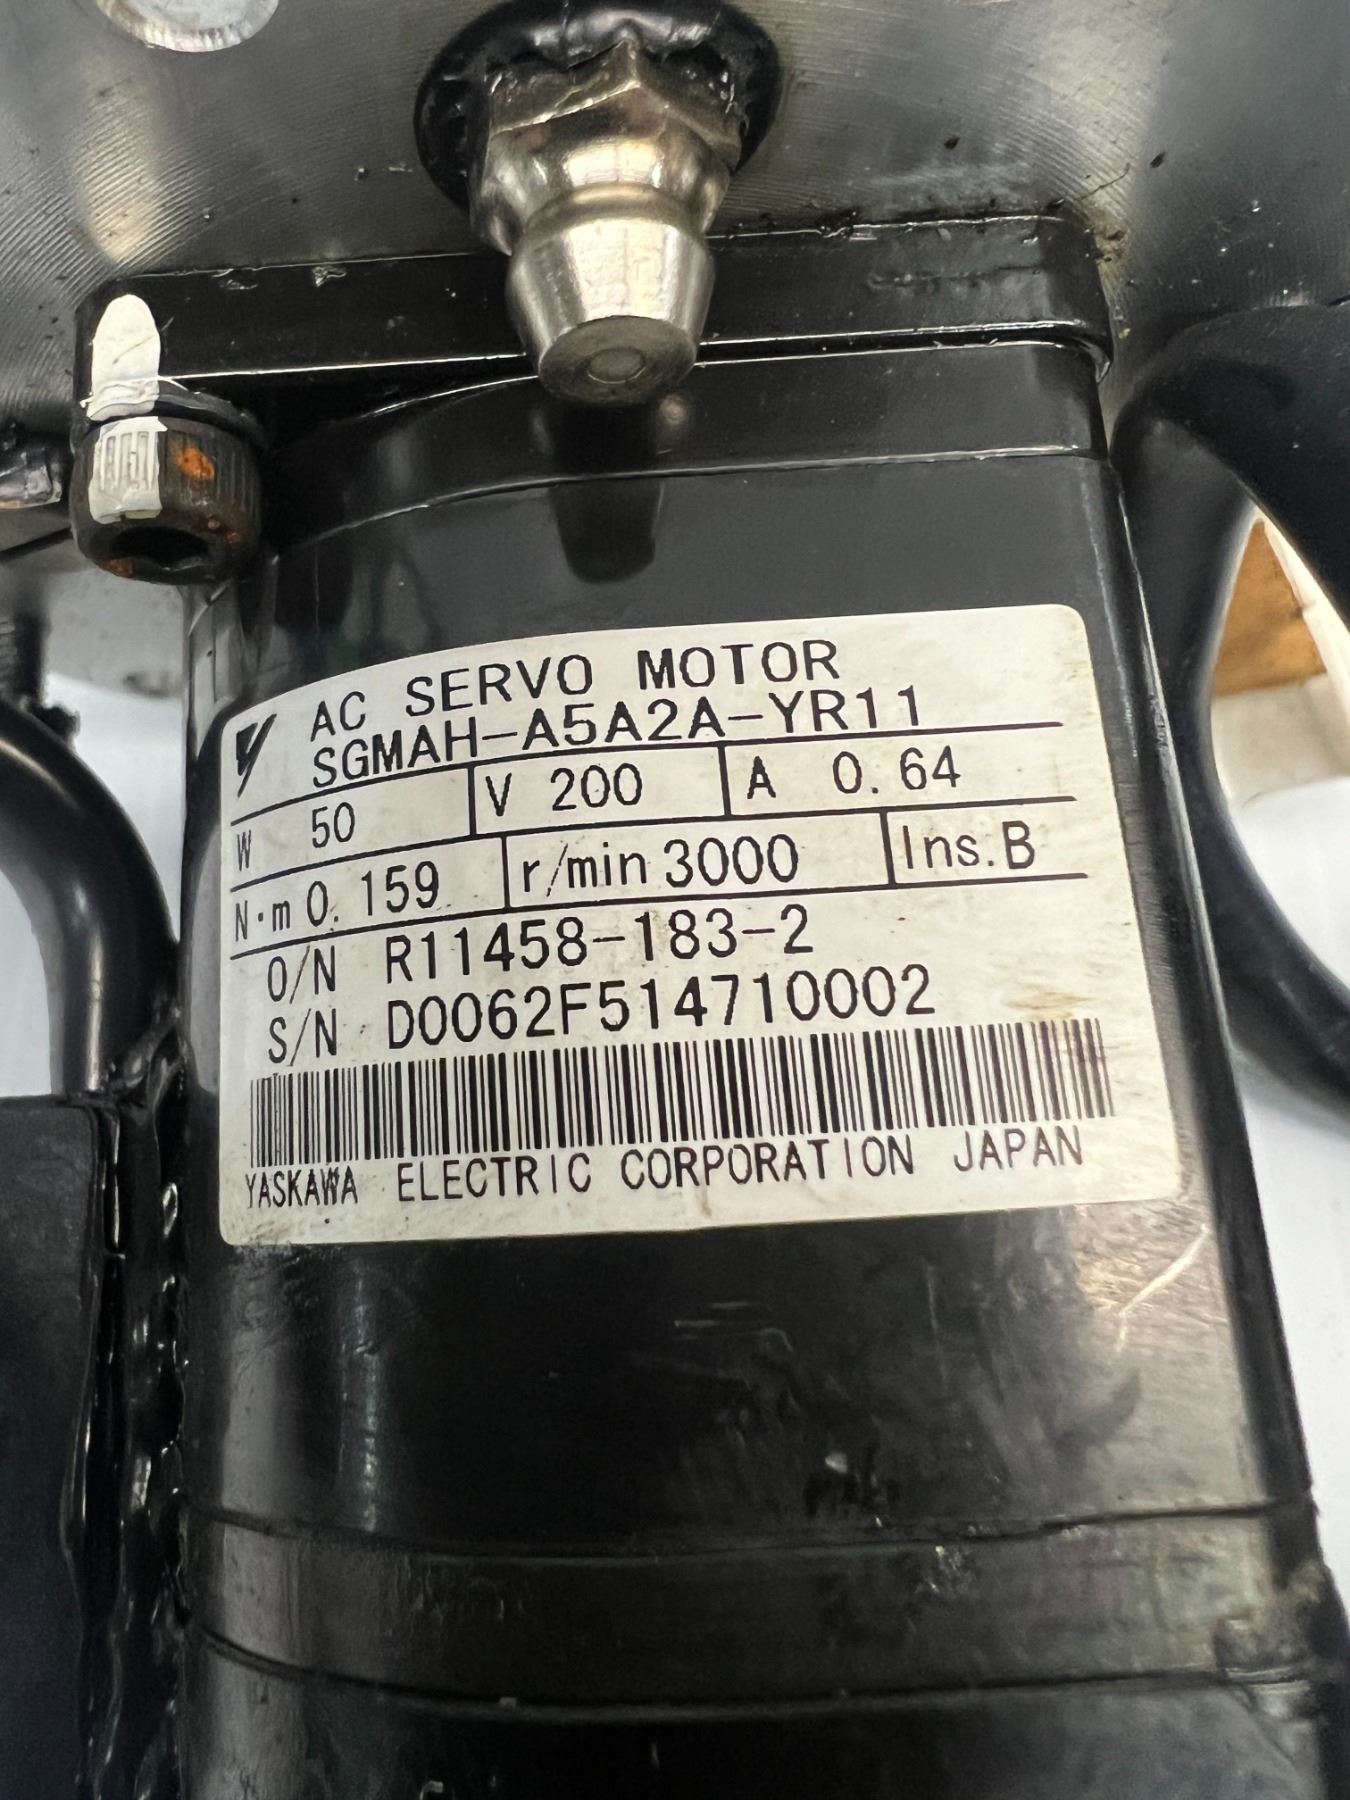 AC SERVO MOTOR
SGMAH-A5A2A-YR11
W 50 V 200 A 0.64
N·m 0.159 r/min 3000 Ins.B
O/N R11458-183-2
S/N D0062F514710002
YASKAWA ELECTRIC CORPORATION JAPAN